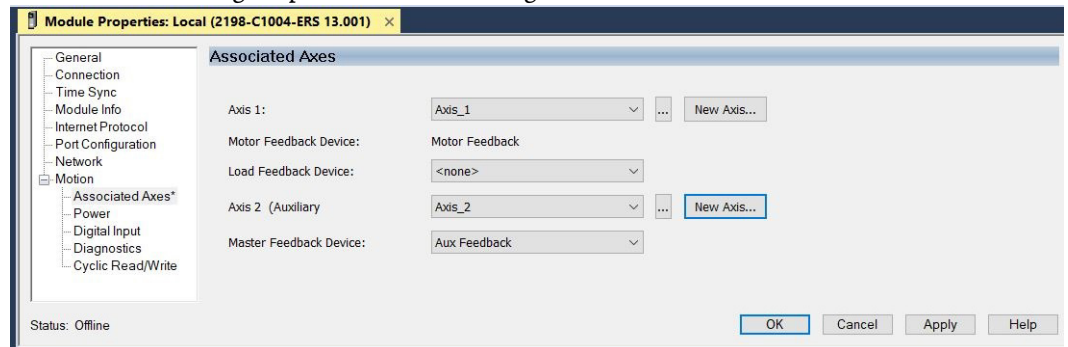 Module Properties: Local (2198-C1004-ERS 13.001) ×
General
Connection
Time Sync
Module Info
Internet Protocol
Port Configuration
Network
Motion
Associated Axes*
Power
Digital Input
Diagnostics
Cyclic Read/Write
Associated Axes
Axis 1: Axis_1 ... New Axis...
Motor Feedback Device: Motor Feedback
Load Feedback Device: <none>
Axis 2 (Auxiliary Axis_2 ... New Axis...
Master Feedback Device: Aux Feedback
Status: Offline OK Cancel Apply Help